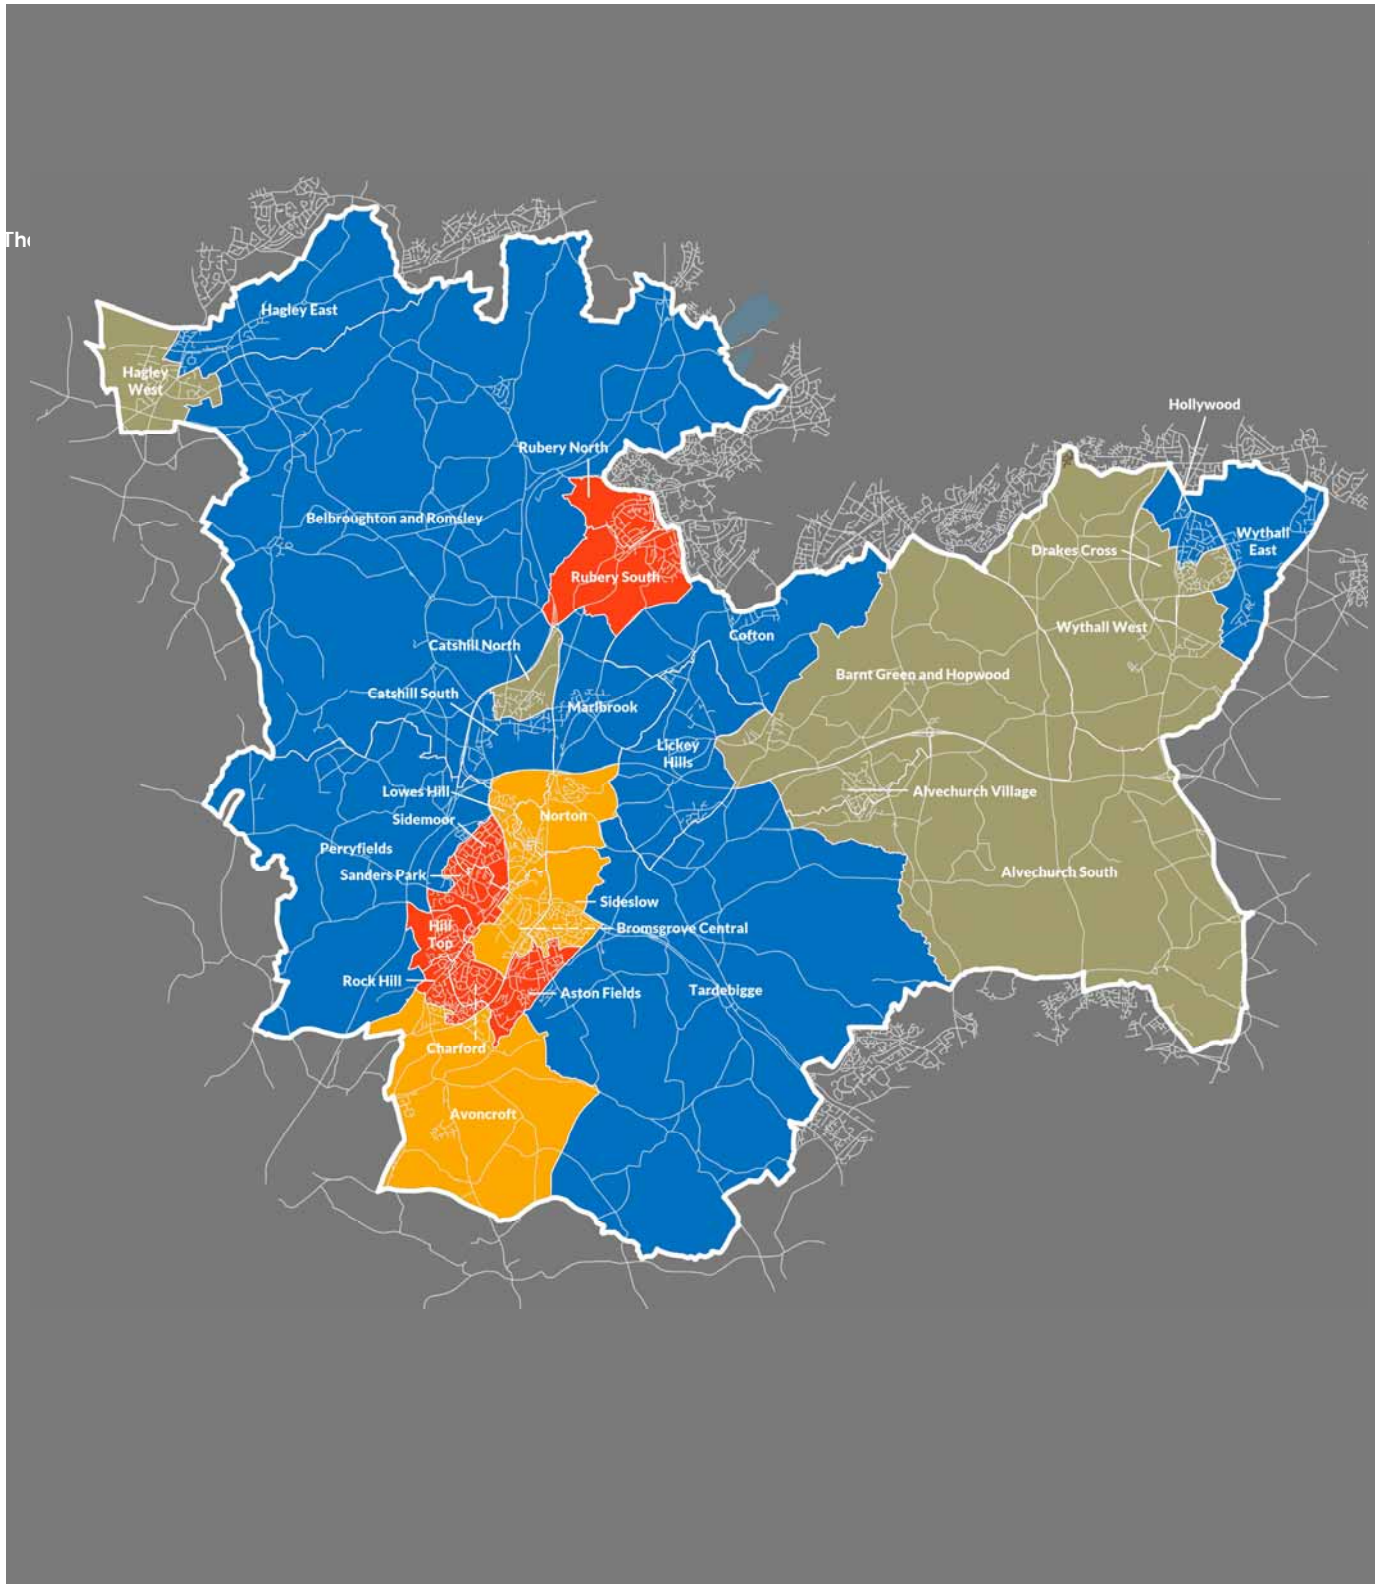 The
Hagley East
Hagley
West
Hollywood
Rubery North
Belbroughton and Romsley
Wythall
East
Drakes Cross
Rubery South
Wythall West
Cofton
Catshill North
Barnt Green and Hopwood
Catshill South
Marlbrook
Lickey
Hills
Lowes Hill
Alvechurch Village
Norton
Sidemoor
Perryfields
Sanders Park
Alvechurch South
Sideslow
Hill
Top
Bromsgrove Central
Rock Hill
Aston Fields
Tardebigge
Charford
Avoncroft